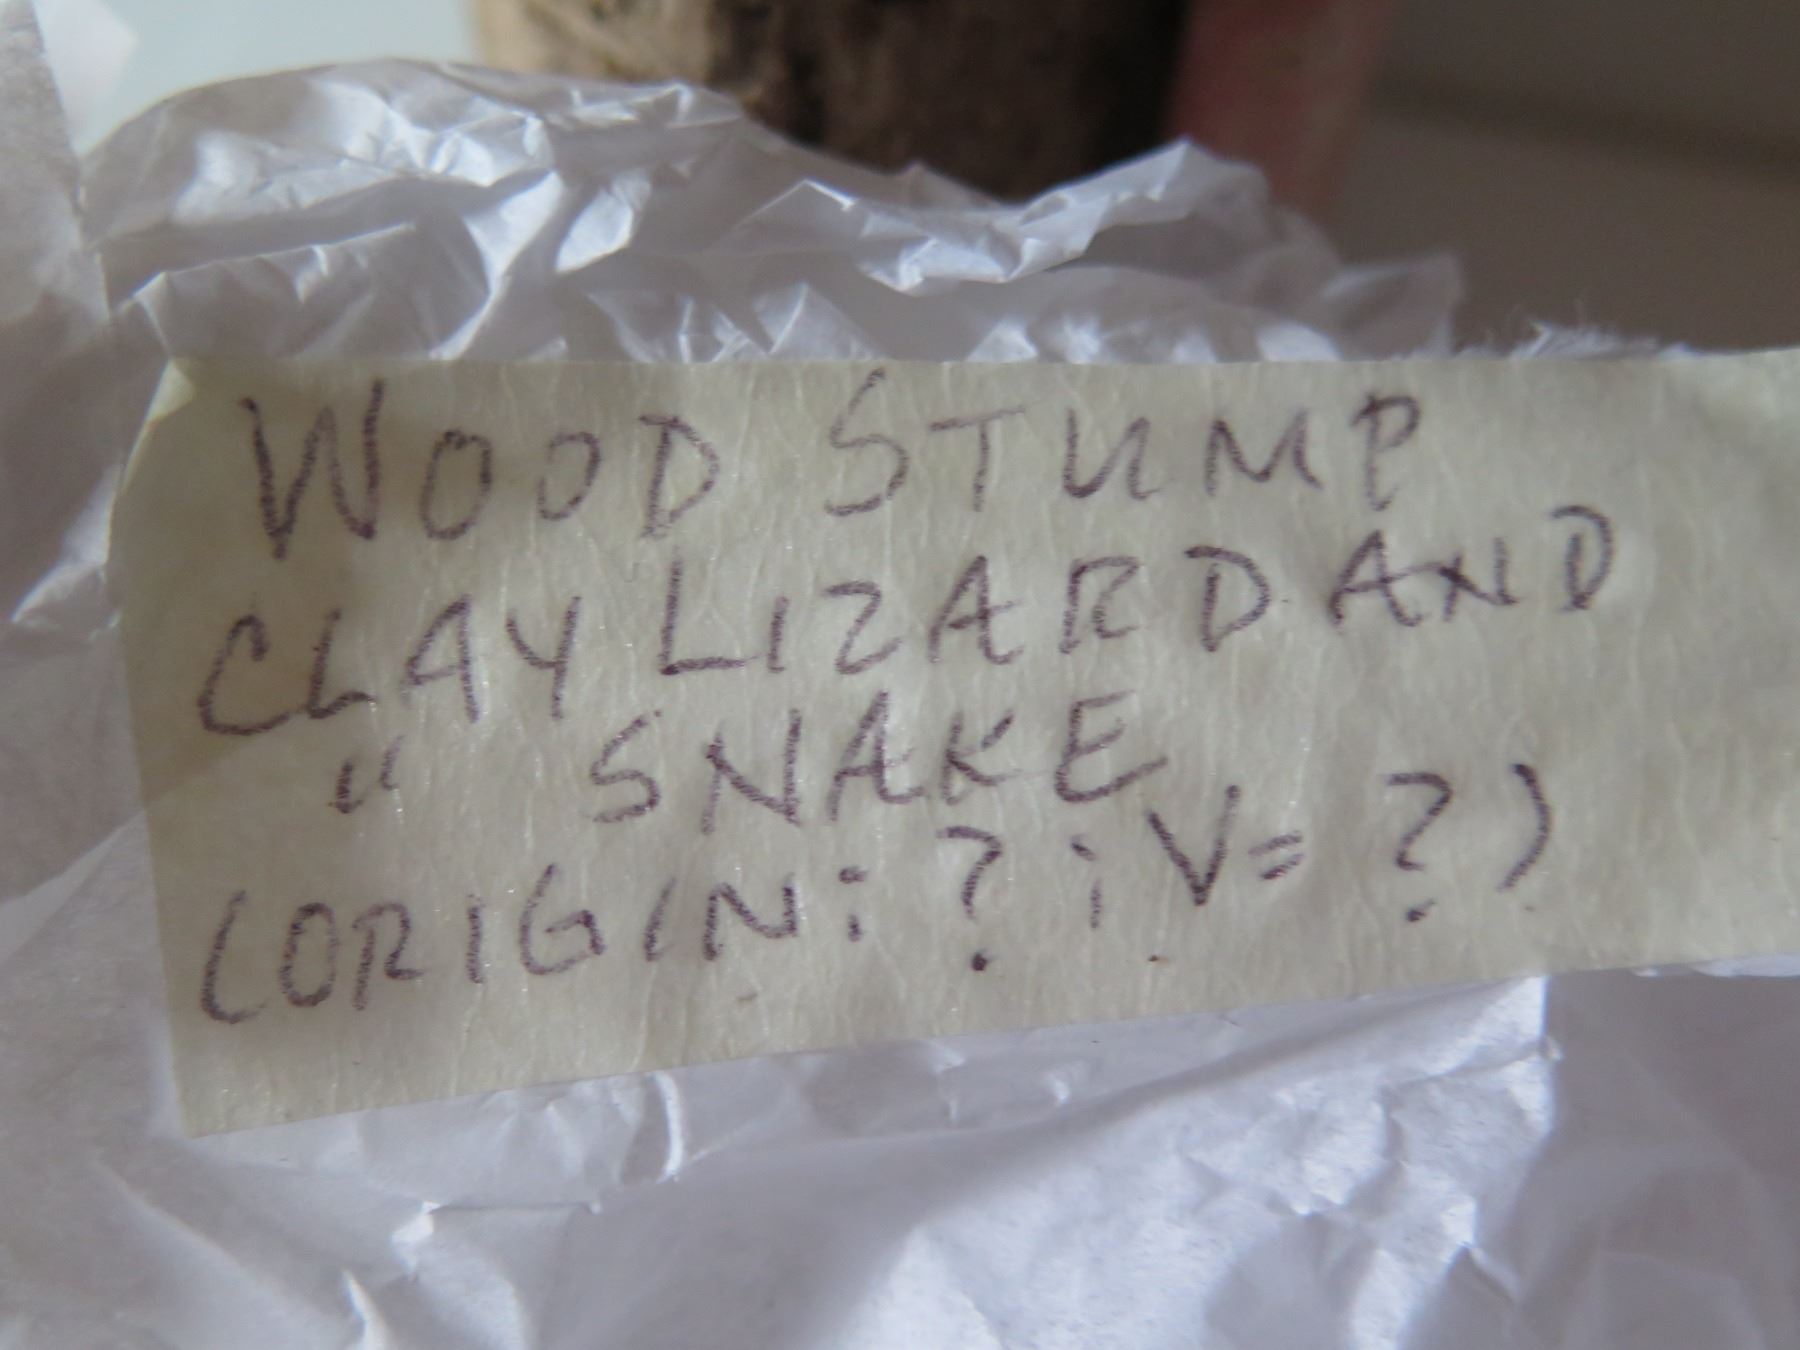 WOOD STUMP
CLAY LIZARD AND
" SNAKE
(ORIGIN: ? ; V = ?)